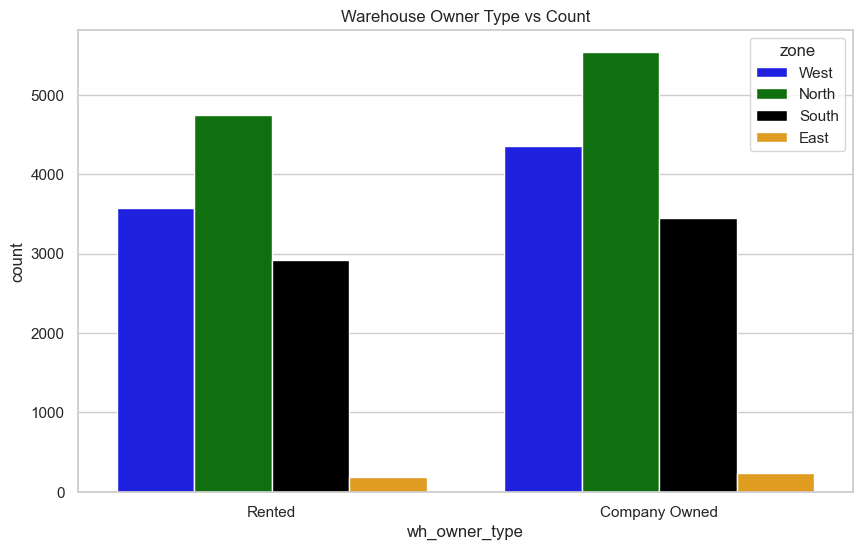 Warehouse Owner Type vs Count
zone
West
North
South
East
count
5000
4000
3000
2000
1000
0
Rented
Company Owned
wh_owner_type